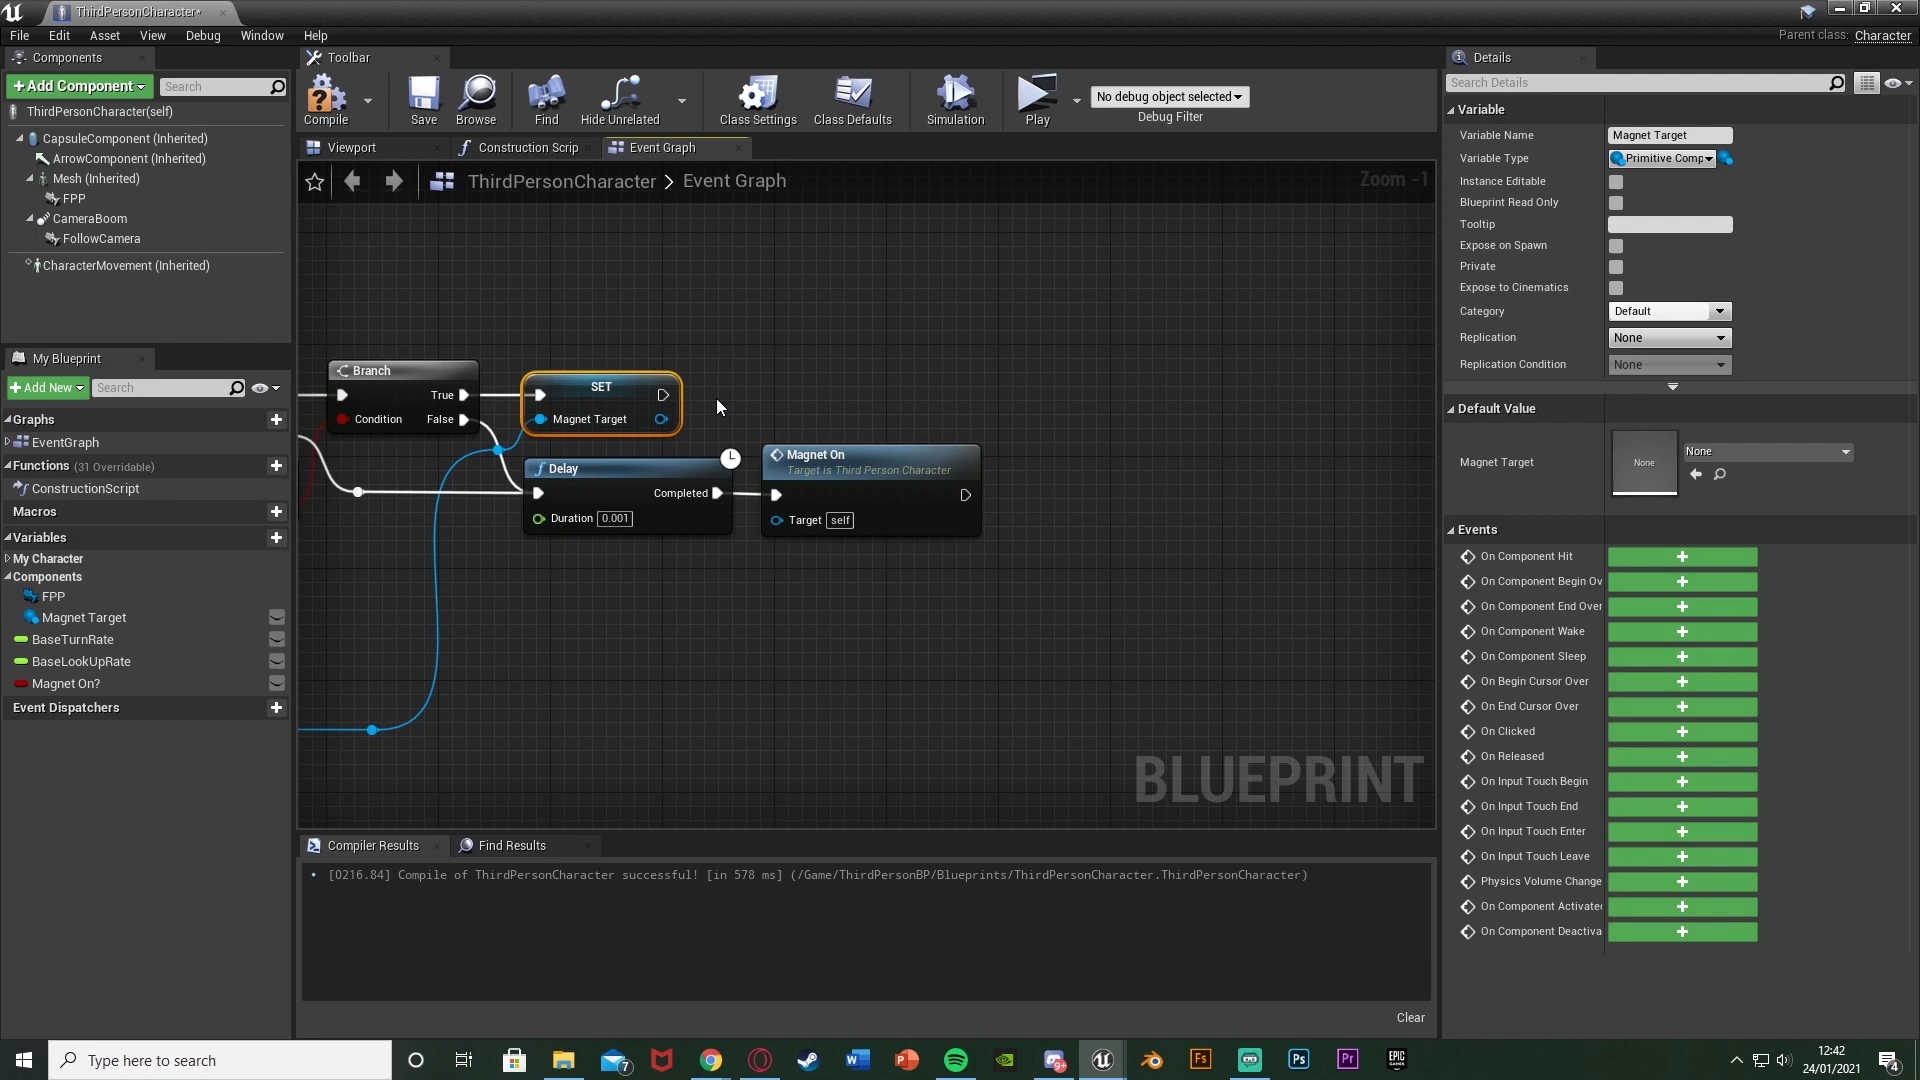 ThirdPersonCharacter*
File Edit Asset View Debug Window Help
Parent class: Character
Components
+ Add Component
Search
ThirdPersonCharacter(self)
CapsuleComponent (Inherited)
ArrowComponent (Inherited)
Mesh (Inherited)
FPP
CameraBoom
FollowCamera
CharacterMovement (Inherited)
My Blueprint
+ Add New
Search
Graphs
EventGraph
Functions (31 Overridable)
ConstructionScript
Macros
Variables
My Character
Components
FPP
Magnet Target
BaseTurnRate
BaseLookUpRate
Magnet On?
Event Dispatchers
Toolbar
Compile
Save
Browse
Find
Hide Unrelated
Class Settings
Class Defaults
Simulation
Play
No debug object selected
Debug Filter
Viewport
Construction Scrip
Event Graph
ThirdPersonCharacter > Event Graph
Zoom -1
Branch
True
Condition False
SET
Magnet Target
Delay
Completed
Duration 0.001
Magnet On
Target is Third Person Character
Target self
BLUEPRINT
Compiler Results
Find Results
[0216.84] Compile of ThirdPersonCharacter successful! [in 578 ms] (/Game/ThirdPersonBP/Blueprints/ThirdPersonCharacter.ThirdPersonCharacter)
Clear
Details
Search Details
Variable
Variable Name Magnet Target
Variable Type Primitive Comp
Instance Editable
Blueprint Read Only
Tooltip
Expose on Spawn
Private
Expose to Cinematics
Category Default
Replication None
Replication Condition None
Default Value
Magnet Target None None
Events
On Component Hit
On Component Begin Ov
On Component End Over
On Component Wake
On Component Sleep
On Begin Cursor Over
On End Cursor Over
On Clicked
On Released
On Input Touch Begin
On Input Touch End
On Input Touch Enter
On Input Touch Leave
Physics Volume Change
On Component Activate
On Component Deactiva
Type here to search
7
W
P
9+
Fs
Ps
Pr
EPIC GAMES
12:42
24/01/2021
4